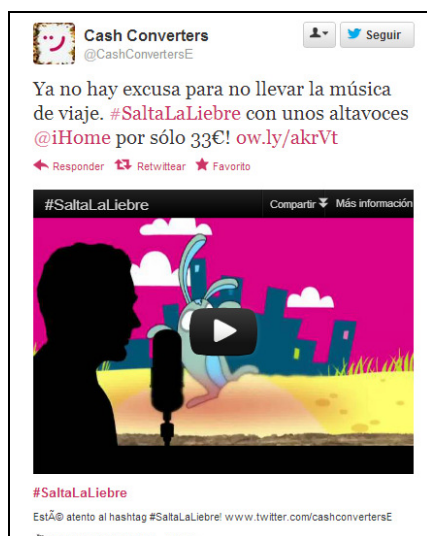 Cash Converters
@CashConvertersE
Seguir
Ya no hay excusa para no llevar la música
de viaje. #SaltaLaLiebre con unos altavoces
@iHome por sólo 33€! ow.ly/akrVt
Responder Retwittear Favorito
#SaltaLaLiebre Compartir Más información
#SaltaLaLiebre
EstÃ© atento al hashtag #SaltaLaLiebre! www.twitter.com/cashconvertersE